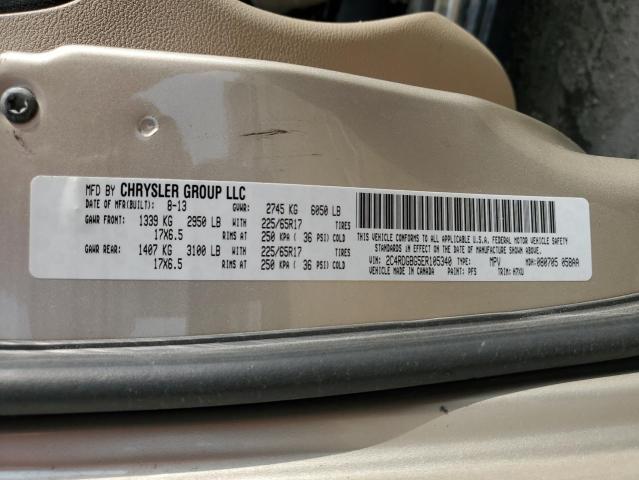 MFD BY CHRYSLER GROUP LLC
DATE OF MFR(BUILT): 8-13 GVWR: 2745 KG 6050 LB
GAWR FRONT: 1339 KG 2950 LB WITH 225/65R17 TIRES
17X6.5 RIMS AT 250 KPA ( 36 PSI) COLD
GAWR REAR: 1407 KG 3100 LB WITH 225/65R17 TIRES
17X6.5 RIMS AT 250 KPA ( 36 PSI) COLD
THIS VEHICLE CONFORMS TO ALL APPLICABLE U.S.A. FEDERAL MOTOR VEHICLE SAFETY
STANDARDS IN EFFECT ON THE DATE OF MANUFACTURE SHOWN ABOVE.
VIN: 2C4RDGBG5ER105340 TYPE: MPV MDH: 080705 058AA
MADE IN CANADA PAINT: PFS TRIM: H7XU